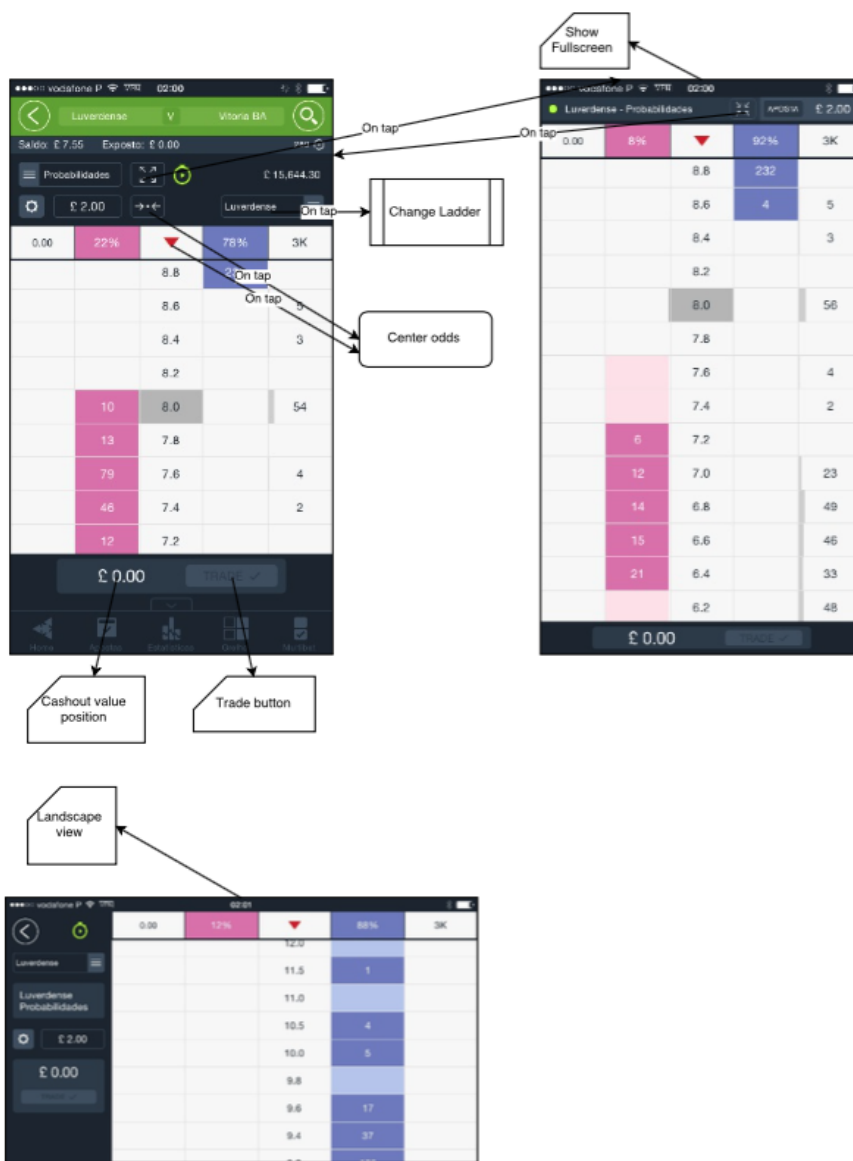 Show
Fullscreen
vodafone P 02:00
Luverdense V Vitoria BA
Saldo: £ 7.55 Exposto: £ 0.00
Probabilidades £ 15,644.30
£ 2.00 Luverdense
0.00 22% 78% 3K
8.8
8.6 5
8.4 3
8.2
10 8.0 54
13 7.8
79 7.6 4
46 7.4 2
12 7.2
£ 0.00 TRADE
Home Apostas Estatísticas Multibet
On tap
On tap
On tap
On tap
On tap
Change Ladder
Center odds
Cashout value
position
Trade button
vodafone P 02:00
Luverdense - Probabilidades APOSTA £ 2.00
0.00 8% 92% 3K
8.8 232
8.6 4 5
8.4 3
8.2
8.0 56
7.8
7.6 4
7.4 2
6 7.2
12 7.0 23
14 6.8 49
15 6.6 46
21 6.4 33
6.2 48
£ 0.00 TRADE
Landscape
view
vodafone P 02:01
0.00 12% 88% 3K
Luverdense
Luverdense
Probabilidades
£ 2.00
£ 0.00
TRADE
12.0
11.5 1
11.0
10.5 4
10.0 5
9.8
9.6 17
9.4 37